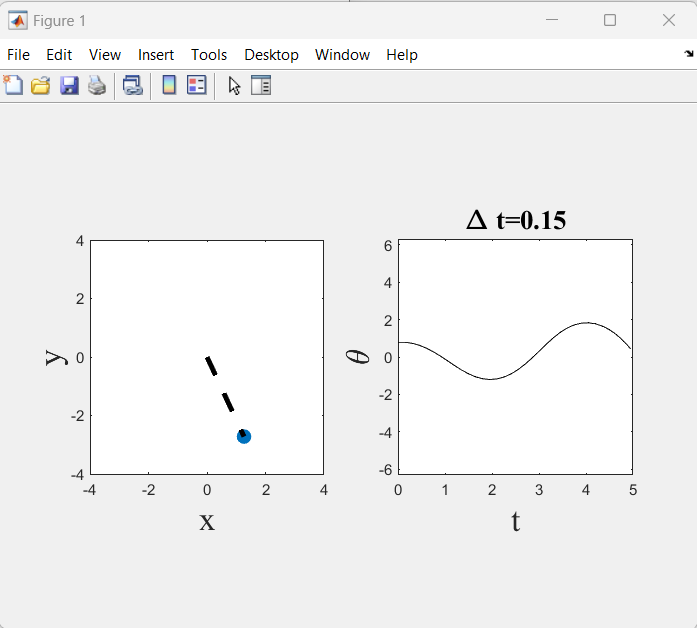 Figure 1
File Edit View Insert Tools Desktop Window Help
Δ t=0.15
4
2
0
-2
-4
y
-4 -2 0 2 4
x
6
4
2
0
-2
-4
-6
θ
0 1 2 3 4 5
t